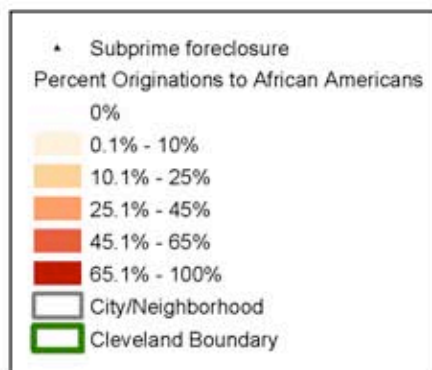 Subprime foreclosure
Percent Originations to African Americans
0%
0.1% - 10%
10.1% - 25%
25.1% - 45%
45.1% - 65%
65.1% - 100%
City/Neighborhood
Cleveland Boundary